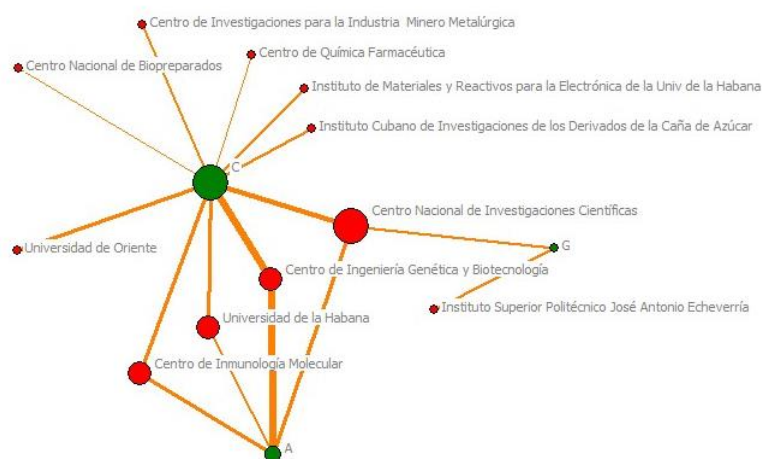 Centro de Investigaciones para la Industria Minero Metalúrgica
Centro de Química Farmacéutica
Centro Nacional de Biopreparados
Instituto de Materiales y Reactivos para la Electrónica de la Univ de la Habana
Instituto Cubano de Investigaciones de los Derivados de la Caña de Azúcar
C
Centro Nacional de Investigaciones Científicas
Universidad de Oriente
G
Centro de Ingeniería Genética y Biotecnología
Instituto Superior Politécnico José Antonio Echeverría
Universidad de la Habana
Centro de Inmunología Molecular
A